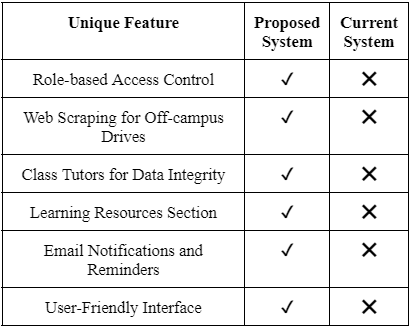 Unique Feature Proposed System Current System
Role-based Access Control ✓ ✕
Web Scraping for Off-campus Drives ✓ ✕
Class Tutors for Data Integrity ✓ ✕
Learning Resources Section ✓ ✕
Email Notifications and Reminders ✓ ✕
User-Friendly Interface ✓ ✕